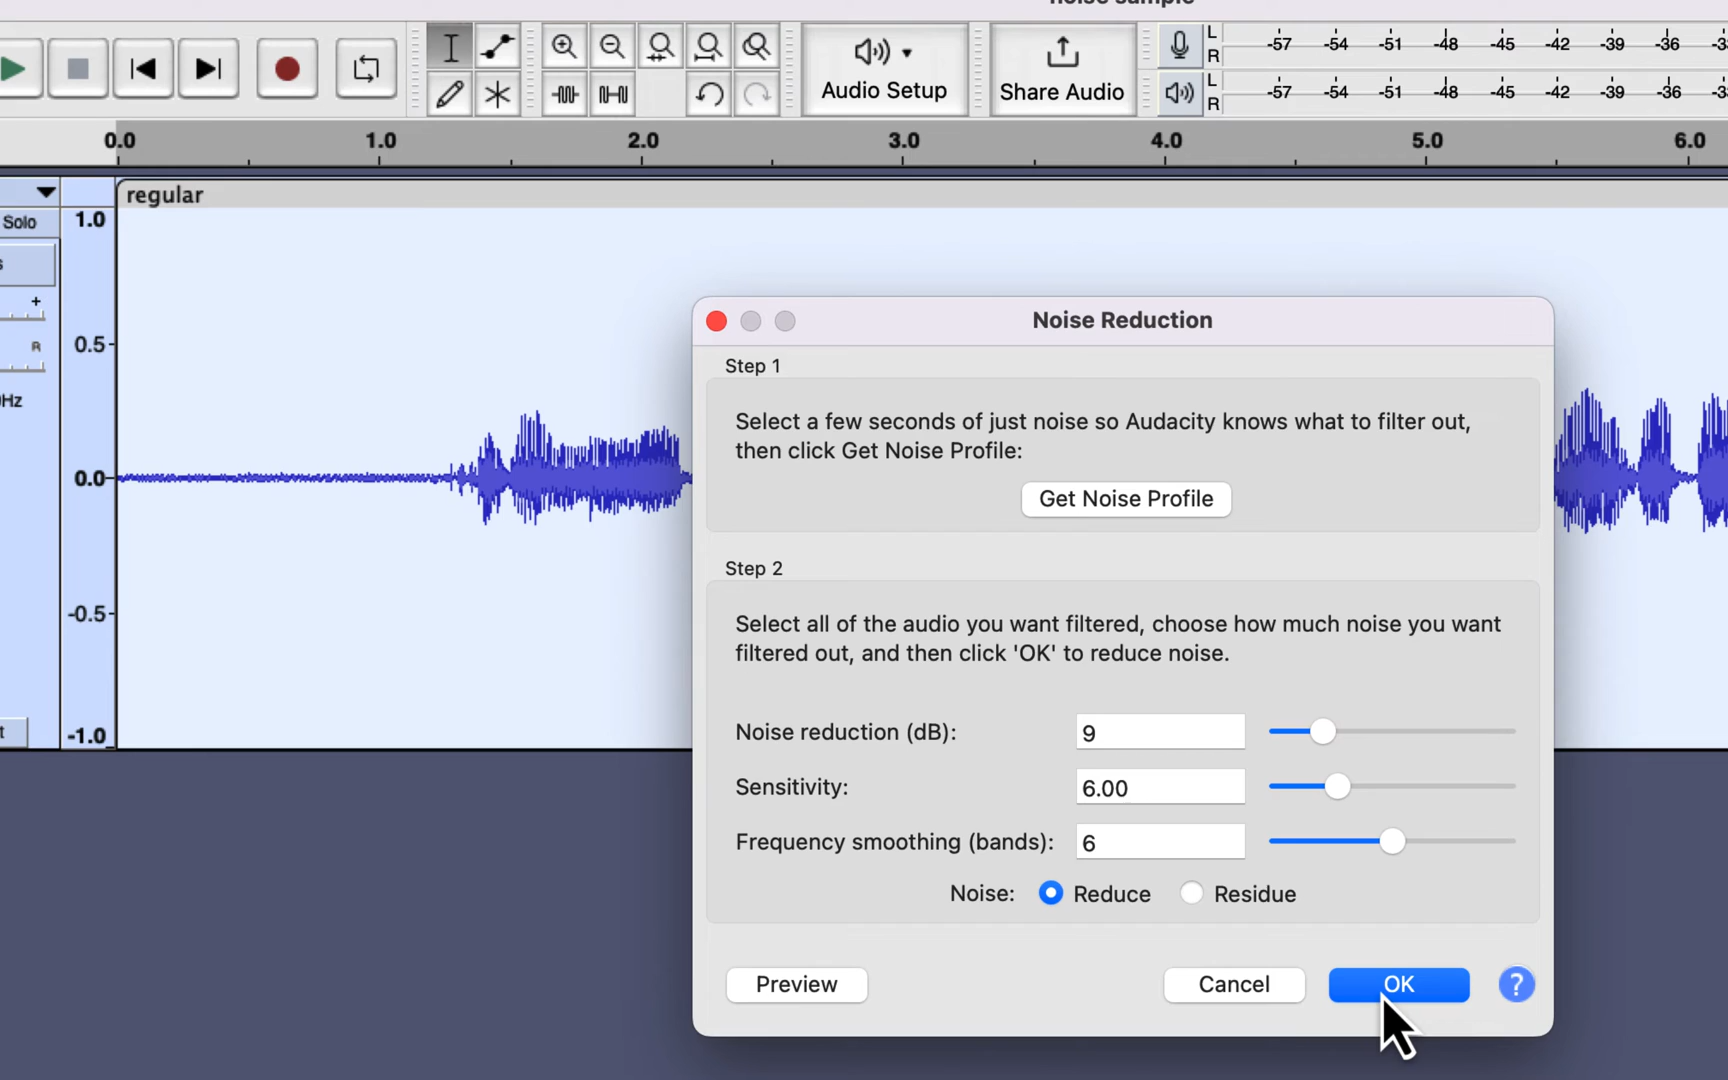 noise sample
Audio Setup
Share Audio
L
R
-57 -54 -51 -48 -45 -42 -39 -36
L
R
-57 -54 -51 -48 -45 -42 -39 -36
0.0 1.0 2.0 3.0 4.0 5.0 6.0
regular
Solo
1.0
+
0.5
R
Hz
0.0
-0.5
-1.0
Noise Reduction
Step 1
Select a few seconds of just noise so Audacity knows what to filter out,
then click Get Noise Profile:
Get Noise Profile
Step 2
Select all of the audio you want filtered, choose how much noise you want
filtered out, and then click 'OK' to reduce noise.
Noise reduction (dB): 9
Sensitivity: 6.00
Frequency smoothing (bands): 6
Noise: Reduce Residue
Preview
Cancel
OK
?